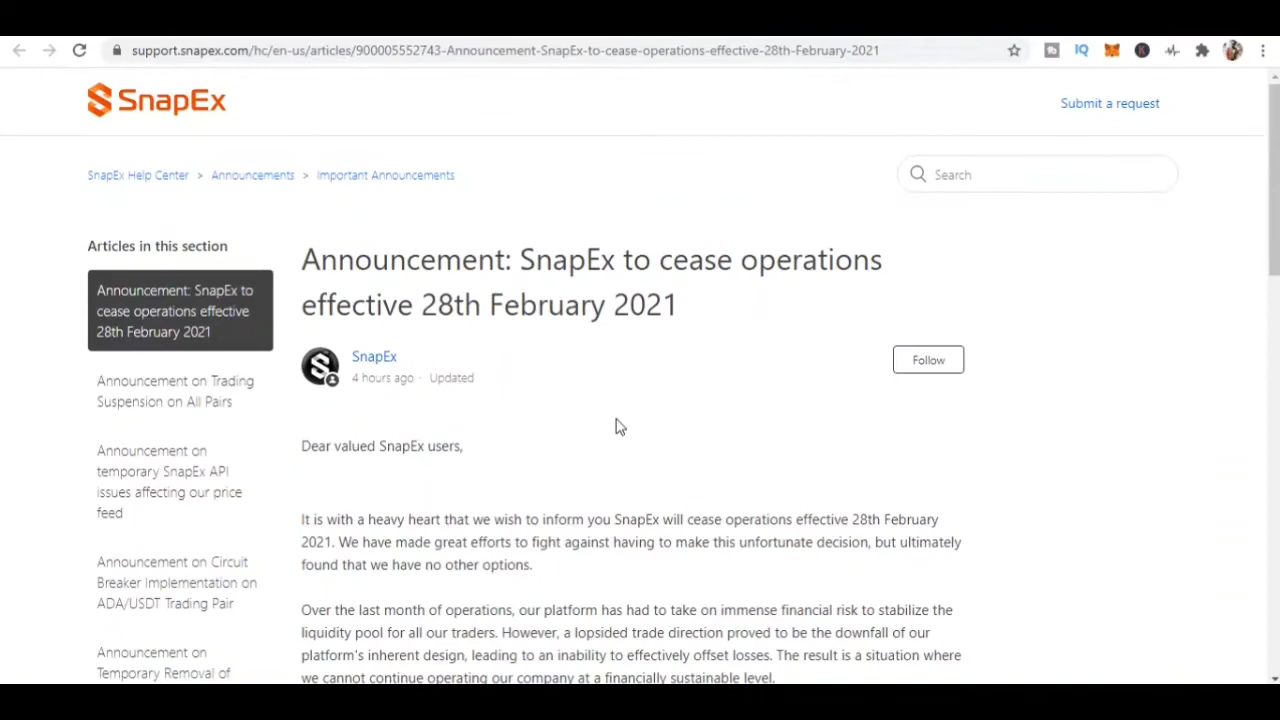 support.snapex.com/hc/en-us/articles/900005552743-Announcement-SnapEx-to-cease-operations-effective-28th-February-2021
IQ
K
SnapEx
Submit a request
SnapEx Help Center > Announcements > Important Announcements
Search
Articles in this section
Announcement: SnapEx to
cease operations effective
28th February 2021
Announcement on Trading
Suspension on All Pairs
Announcement on
temporary SnapEx API
issues affecting our price
feed
Announcement on Circuit
Breaker Implementation on
ADA/USDT Trading Pair
Announcement on
Temporary Removal of
Announcement: SnapEx to cease operations
effective 28th February 2021
SnapEx
4 hours ago · Updated
Follow
Dear valued SnapEx users,
It is with a heavy heart that we wish to inform you SnapEx will cease operations effective 28th February
2021. We have made great efforts to fight against having to make this unfortunate decision, but ultimately
found that we have no other options.
Over the last month of operations, our platform has had to take on immense financial risk to stabilize the
liquidity pool for all our traders. However, a lopsided trade direction proved to be the downfall of our
platform's inherent design, leading to an inability to effectively offset losses. The result is a situation where
we cannot continue operating our company at a financially sustainable level.